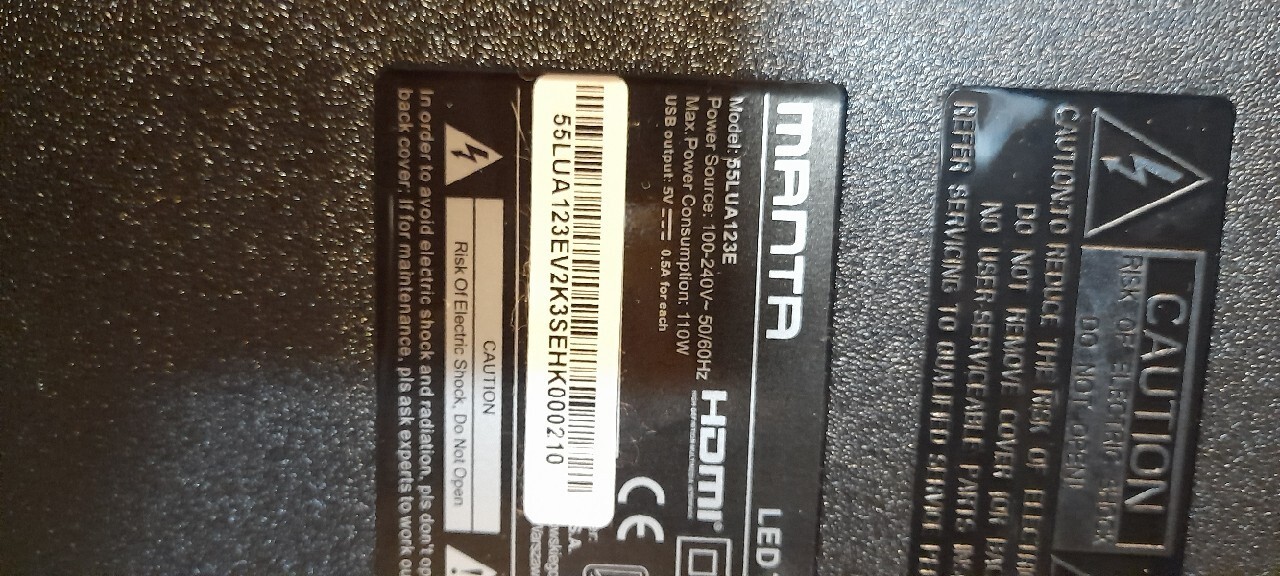 MANTA
LED
Model: 55LUA123E
Power Source: 100-240V~ 50/60Hz
Max.Power Consumption: 110W
USB output: 5V 0.5A for each
HDMI
CE
55LUA123EV2K3SEHK000210
S.A.
CAUTION
Risk Of Electric Shock, Do Not Open
In order to avoid electric shock and radiation, pls don't
back cover. If for maintenance, pls ask experts to work
CAUTION
RISK OF ELECTRIC SHOCK
DO NOT OPEN
CAUTION:TO REDUCE THE RISK OF
DO NOT REMOVE COVER
NO USER SERVICEABLE PARTS
REFER SERVICING TO QUALIFIED SERVICE